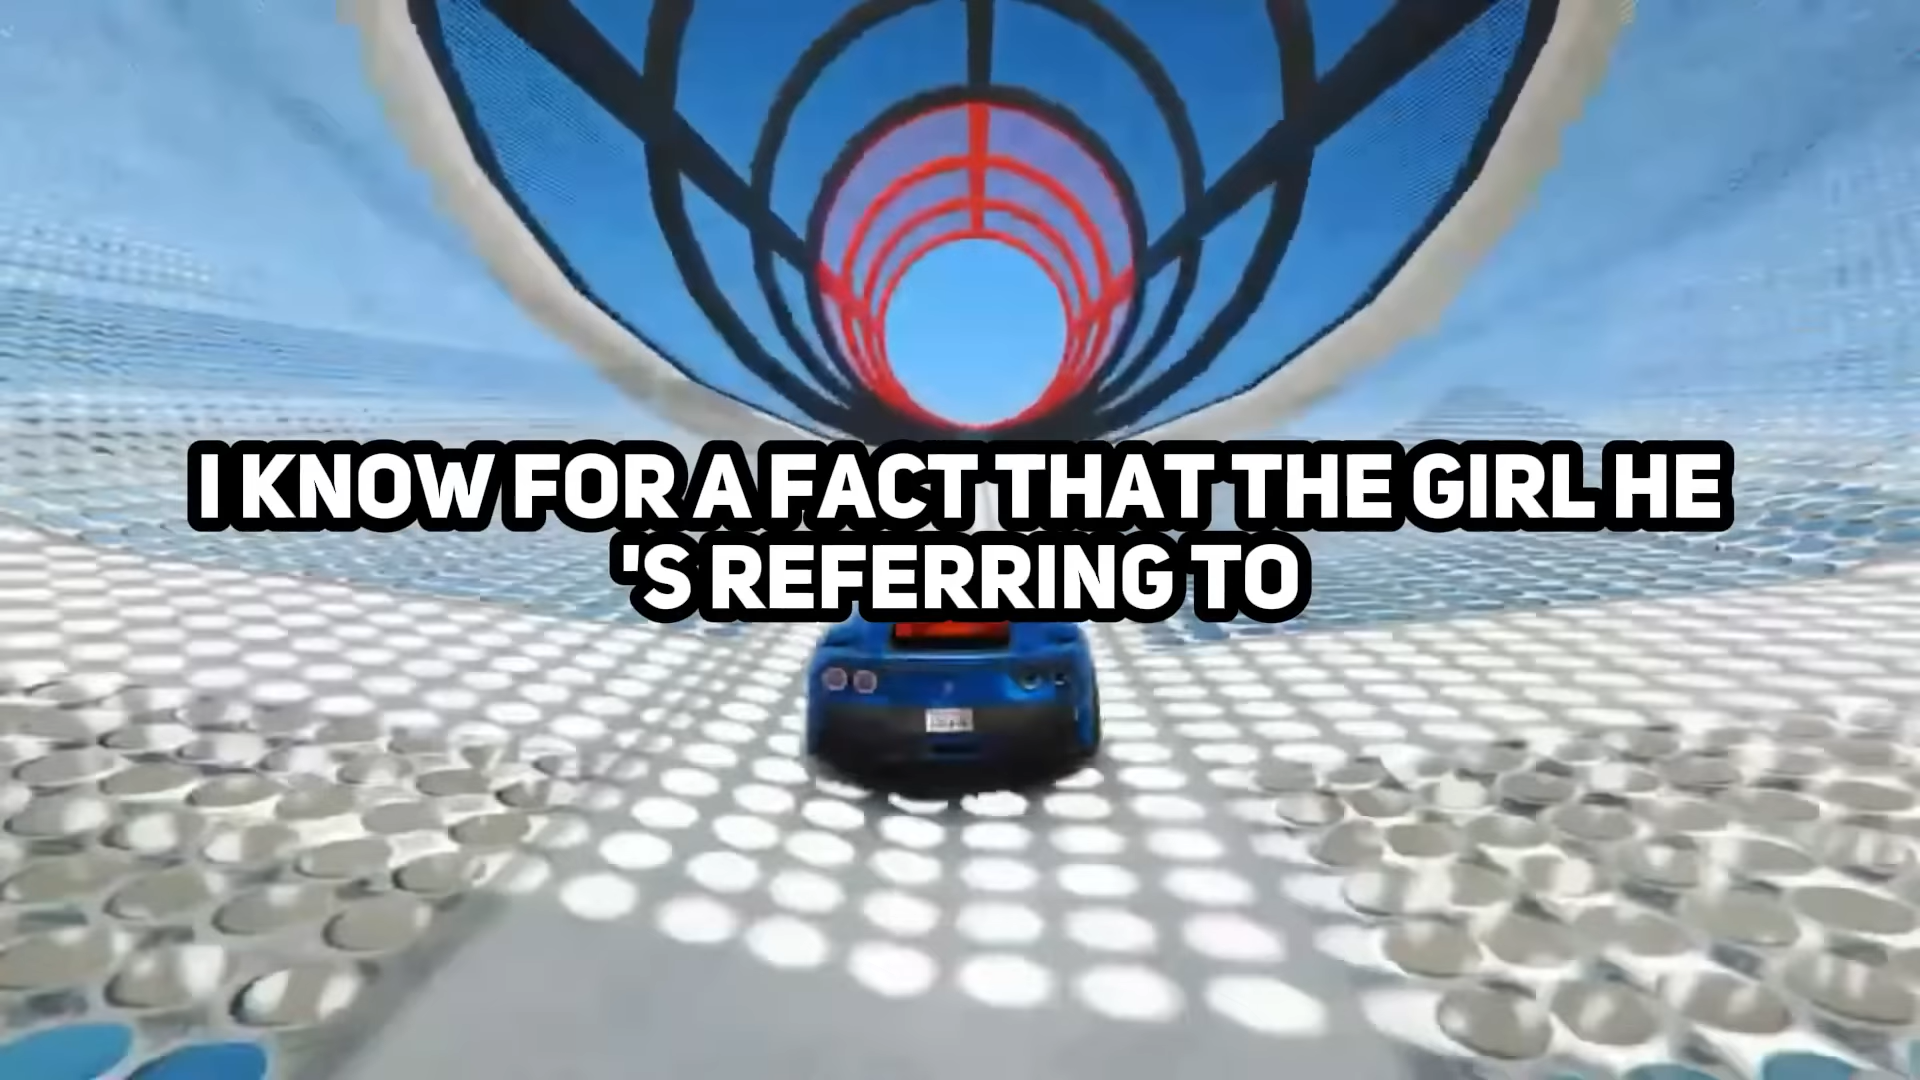 I KNOW FOR A FACT THAT THE GIRL HE
'S REFERRING TO